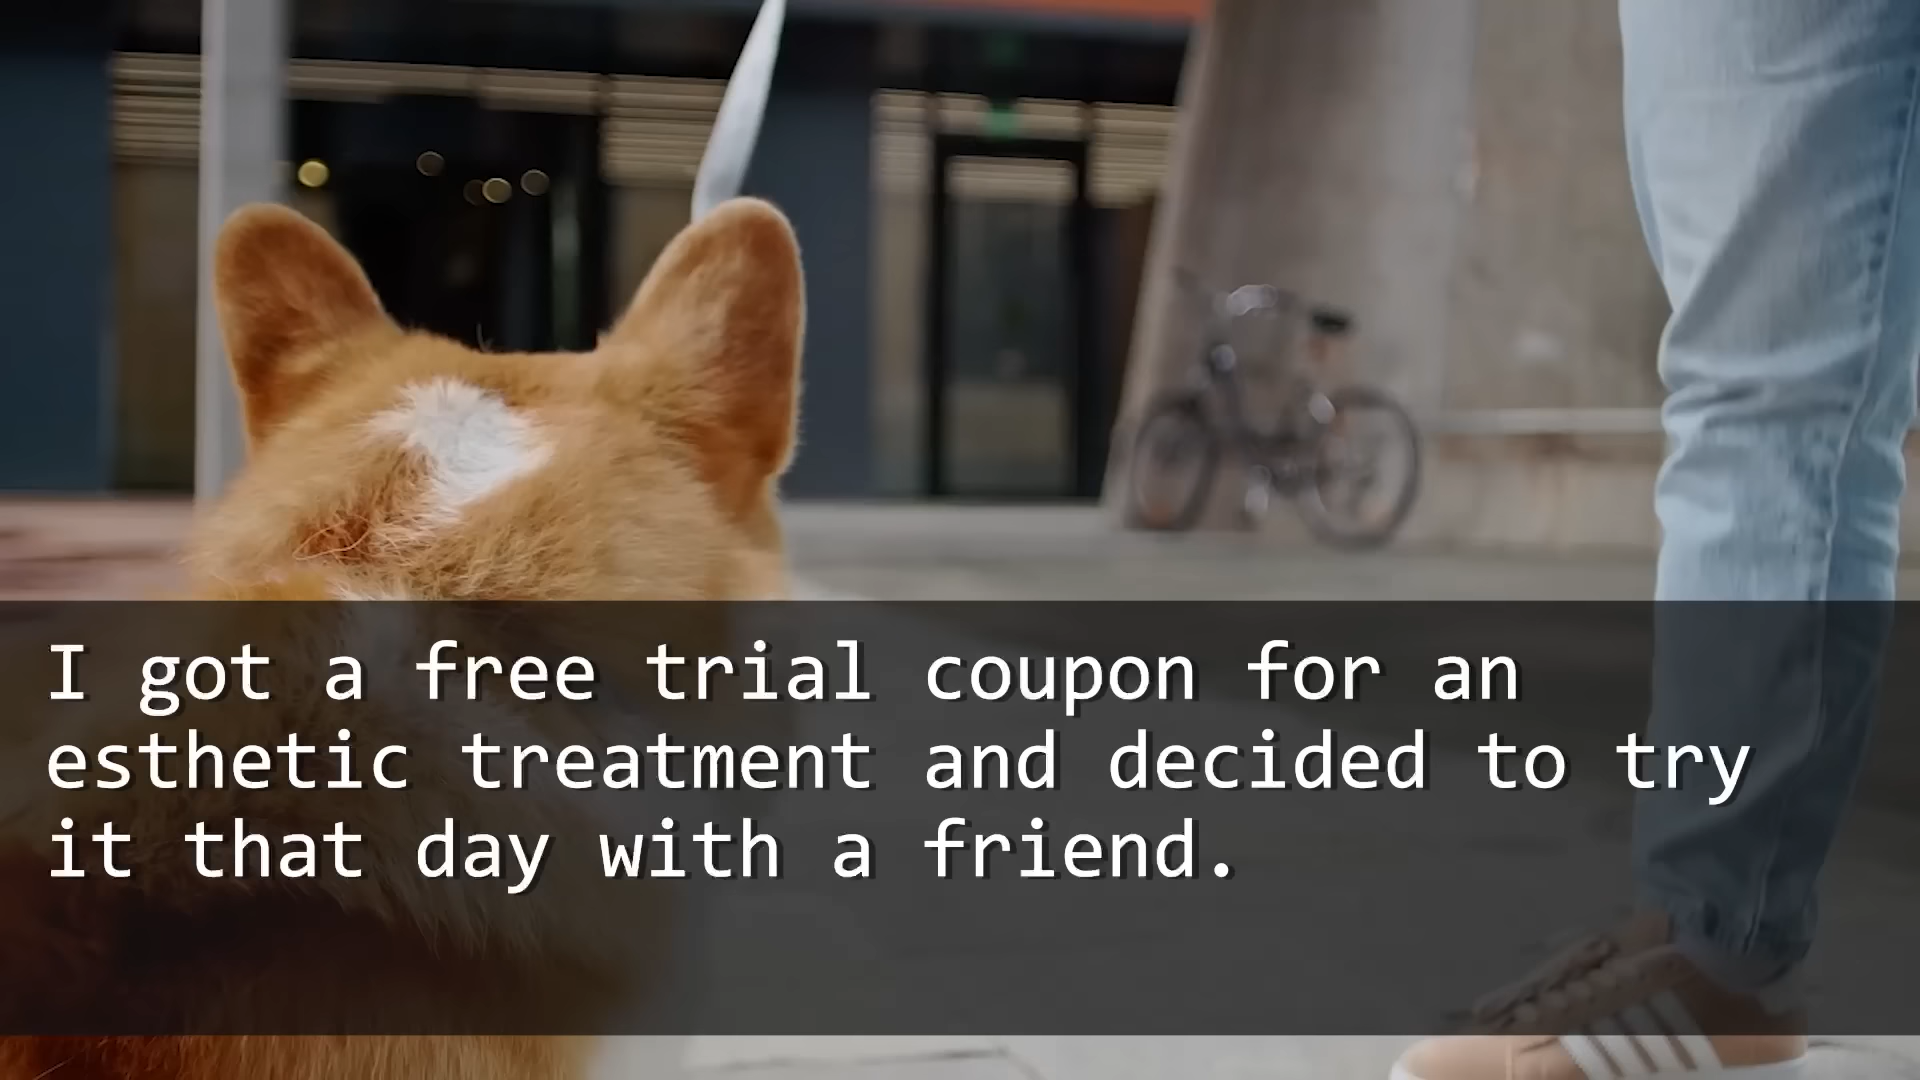 I got a free trial coupon for an
esthetic treatment and decided to try
it that day with a friend.